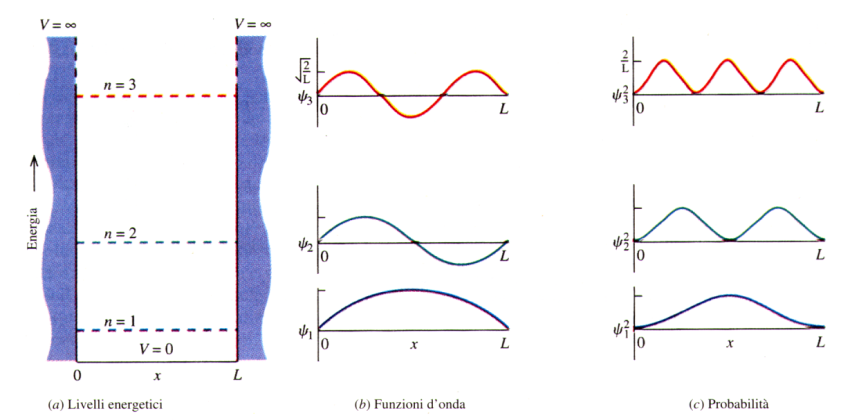 V = ∞
V = ∞
n = 3
n = 2
n = 1
V = 0
Energia
0
x
L
(a) Livelli energetici
√2/L
ψ3
0
L
ψ2
0
L
ψ1
0
x
L
(b) Funzioni d'onda
2/L
ψ3²
0
L
ψ2²
0
L
ψ1²
0
x
L
(c) Probabilità